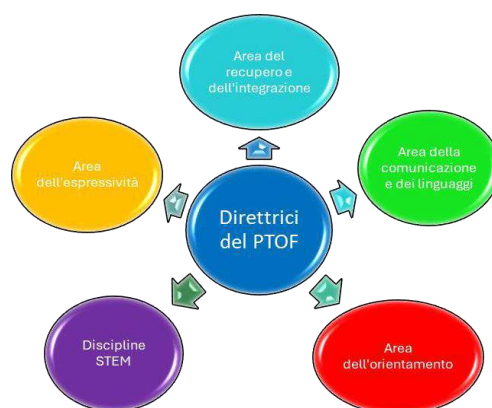 Area del
recupero e
dell'integrazione
Area
dell'espressività
Area della
comunicazione
e dei linguaggi
Direttrici
del PTOF
Discipline
STEM
Area
dell'orientamento